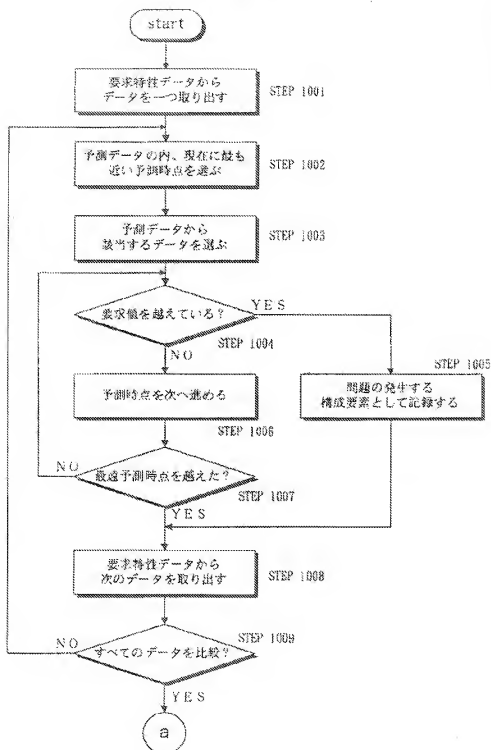 start
要求特性データから
データを一つ取り出す
STEP 1001
予測データの内、現在に最も
近い予測時点を選ぶ
STEP 1002
予測データから
該当するデータを選ぶ
STEP 1003
要求値を越えている?
YES
STEP 1004
NO
STEP 1005
問題の発生する
構成要素として記録する
予測時点を次へ進める
STEP 1006
NO
最遠予測時点を越えた?
STEP 1007
YES
要求特性データから
次のデータを取り出す
STEP 1008
NO
STEP 1009
すべてのデータを比較?
YES
a